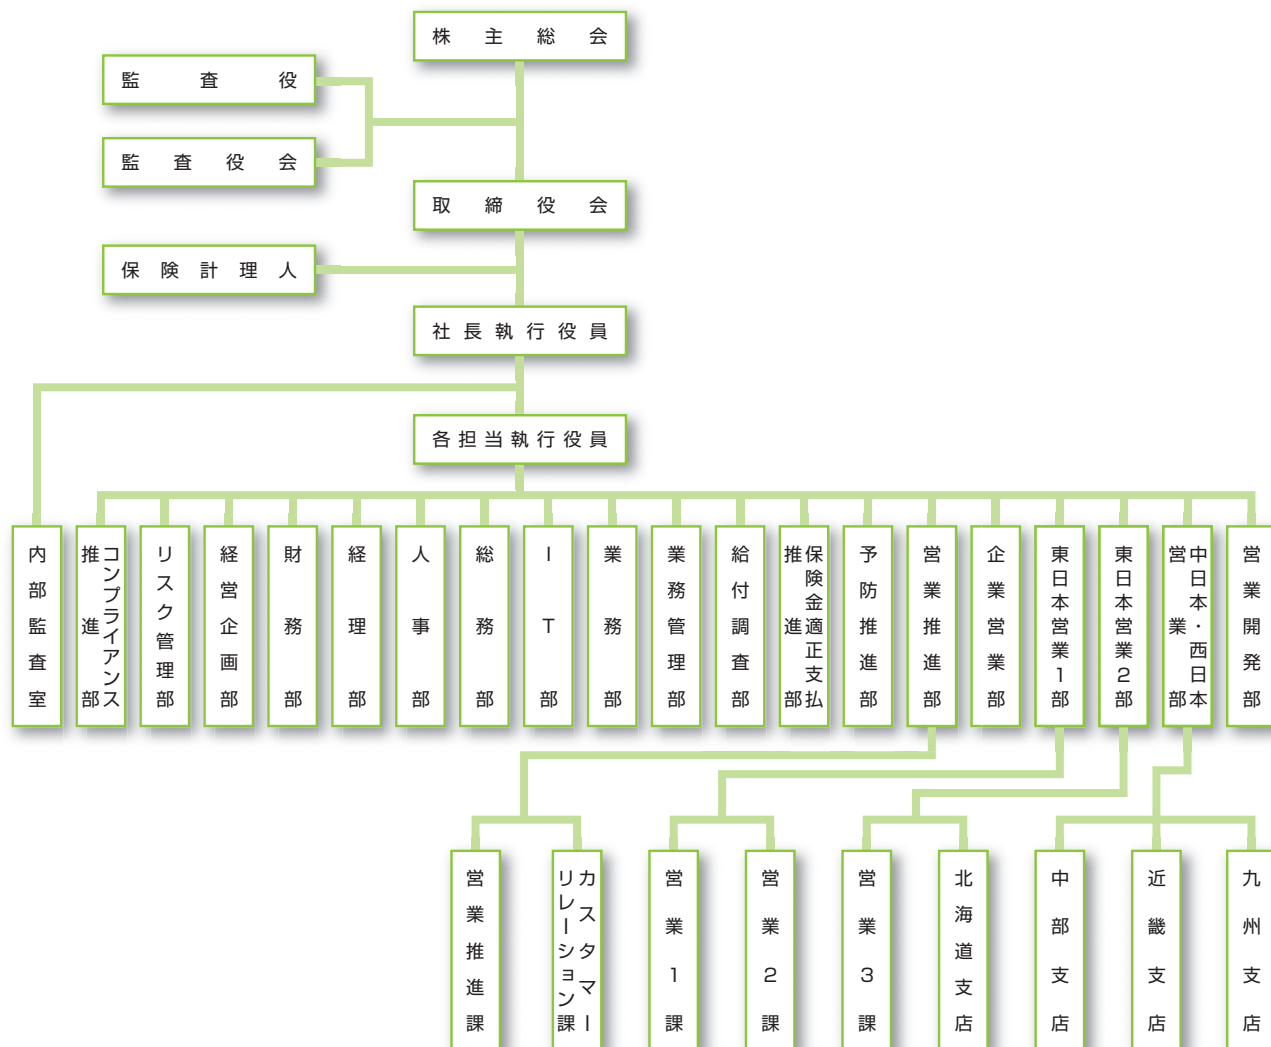 株主総会
監査役
監査役会
取締役会
保険計理人
社長執行役員
各担当執行役員
内部監査室
コンプライアンス
推進部
リスク管理部
経営企画部
財務部
経理部
人事部
総務部
IT部
業務部
業務管理部
給付調査部
保険金適正支払
推進部
予防推進部
営業推進部
企業営業部
東日本営業1部
東日本営業2部
中日本・西日本
営業部
営業開発部
営業推進課
カスタマー
リレーション課
営業1課
営業2課
営業3課
北海道支店
中部支店
近畿支店
九州支店